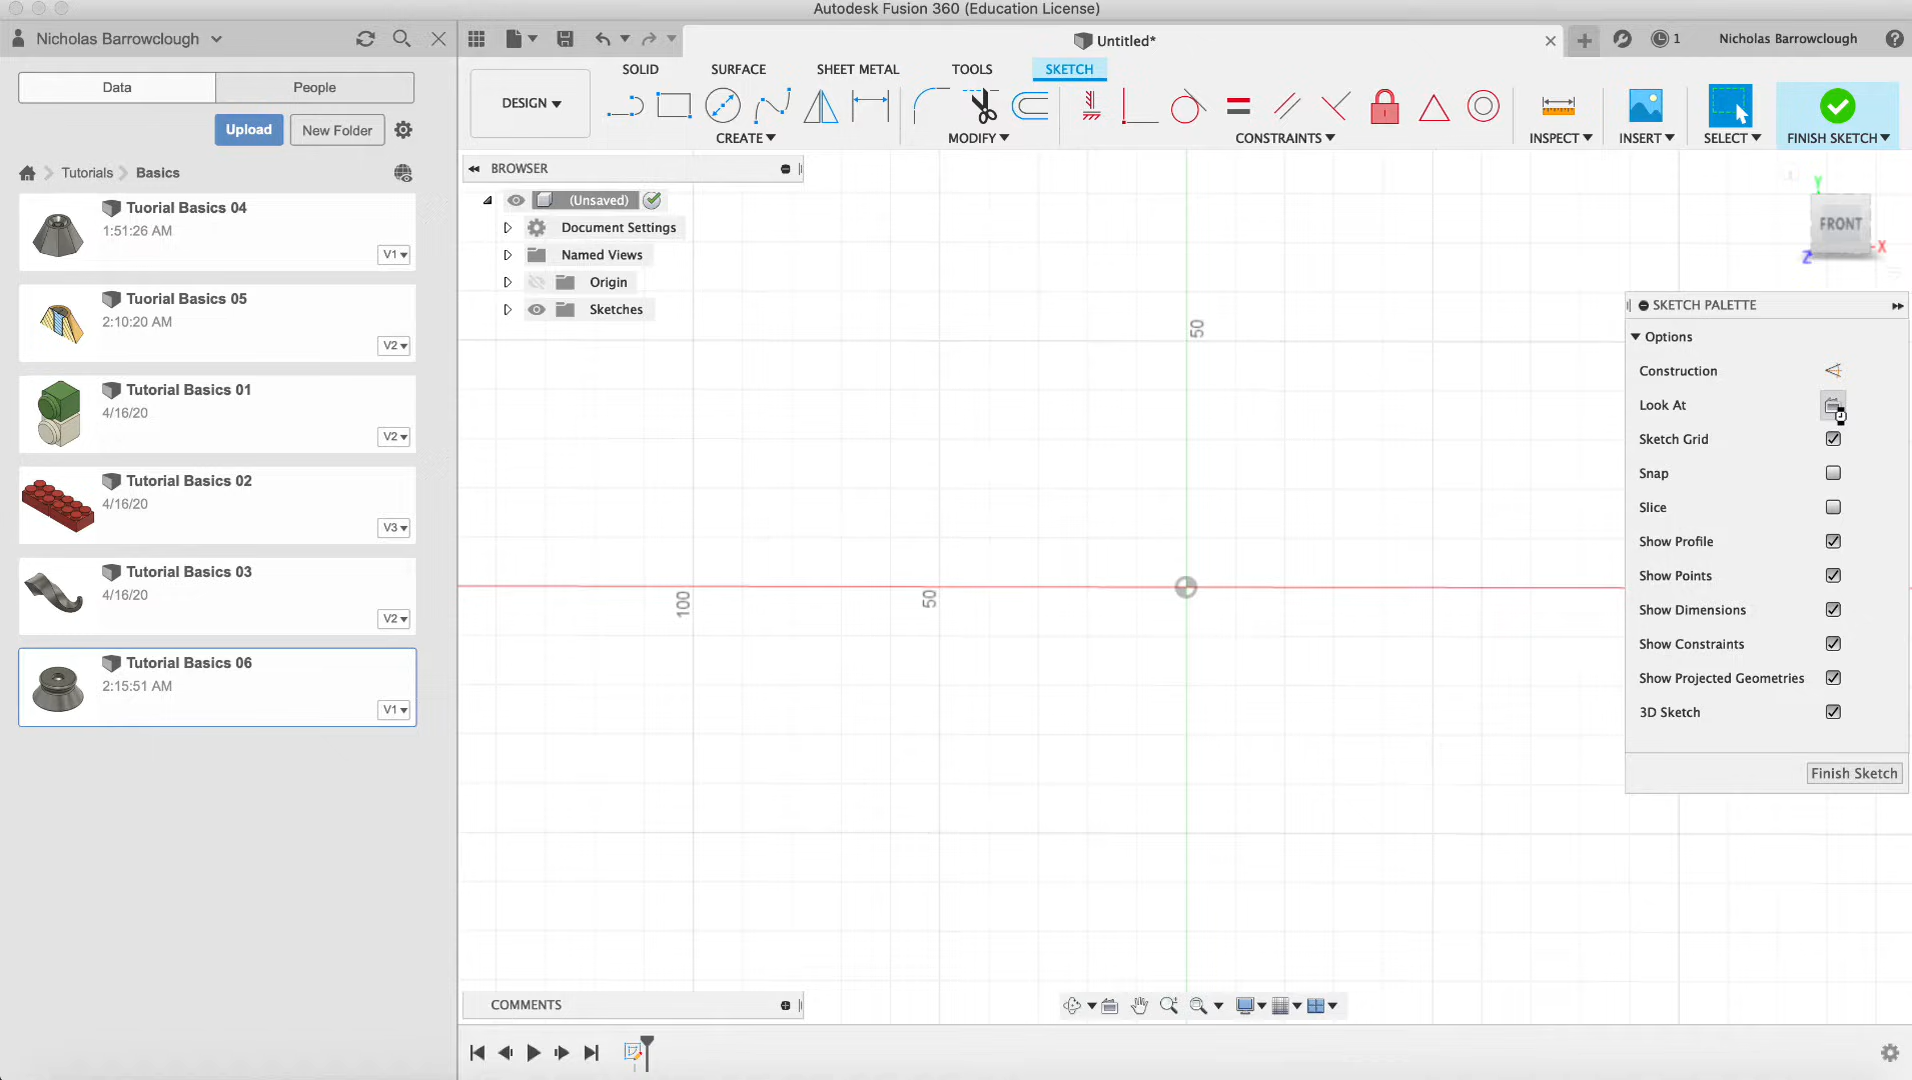 Autodesk Fusion 360 (Education License)
Nicholas Barrowclough
Untitled*
1
Nicholas Barrowclough
Data
People
Upload
New Folder
Tutorials
Basics
Tuorial Basics 04
1:51:26 AM
V1
Tuorial Basics 05
2:10:20 AM
V2
Tutorial Basics 01
4/16/20
V2
Tutorial Basics 02
4/16/20
V3
Tutorial Basics 03
4/16/20
V2
Tutorial Basics 06
2:15:51 AM
V1
SOLID
SURFACE
SHEET METAL
TOOLS
SKETCH
DESIGN
CREATE
MODIFY
CONSTRAINTS
INSPECT
INSERT
SELECT
FINISH SKETCH
BROWSER
(Unsaved)
Document Settings
Named Views
Origin
Sketches
50
100
50
Y
FRONT
X
Z
SKETCH PALETTE
Options
Construction
Look At
Sketch Grid
Snap
Slice
Show Profile
Show Points
Show Dimensions
Show Constraints
Show Projected Geometries
3D Sketch
Finish Sketch
COMMENTS